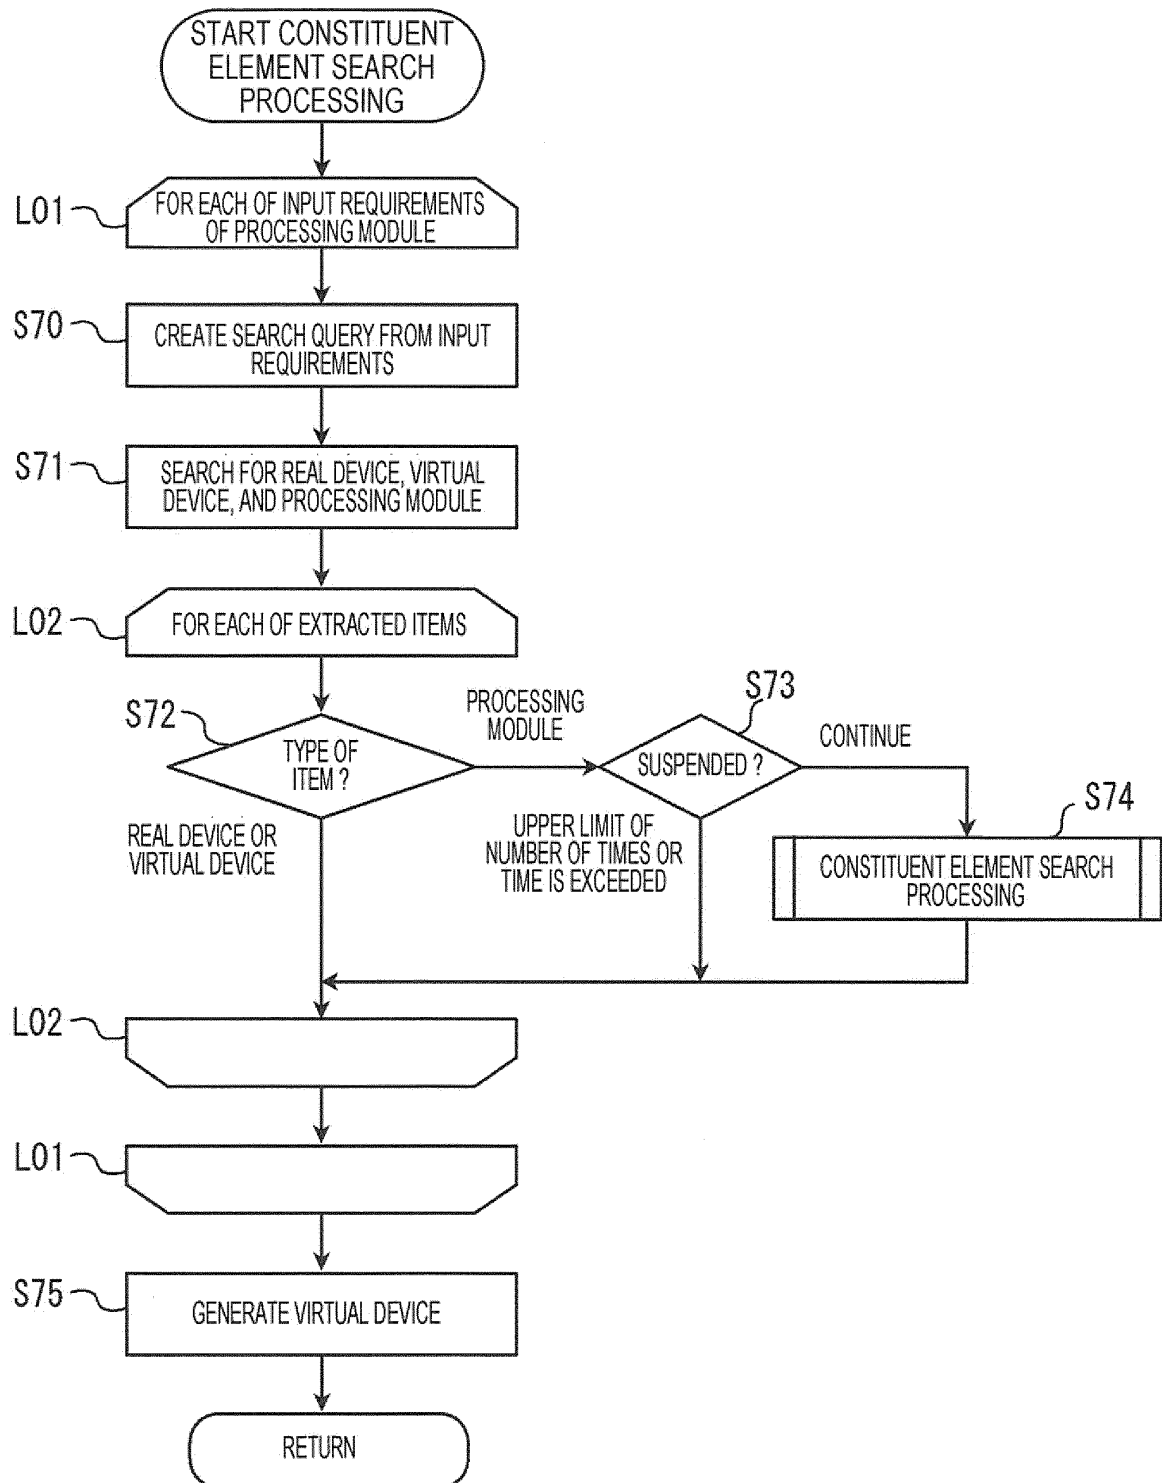 START CONSTITUENT
ELEMENT SEARCH
PROCESSING
L01
FOR EACH OF INPUT REQUIREMENTS
OF PROCESSING MODULE
S70
CREATE SEARCH QUERY FROM INPUT
REQUIREMENTS
S71
SEARCH FOR REAL DEVICE, VIRTUAL
DEVICE, AND PROCESSING MODULE
L02
FOR EACH OF EXTRACTED ITEMS
S72
TYPE OF
ITEM ?
PROCESSING
MODULE
S73
SUSPENDED ?
CONTINUE
REAL DEVICE OR
VIRTUAL DEVICE
UPPER LIMIT OF
NUMBER OF TIMES OR
TIME IS EXCEEDED
S74
CONSTITUENT ELEMENT SEARCH
PROCESSING
L02
L01
S75
GENERATE VIRTUAL DEVICE
RETURN